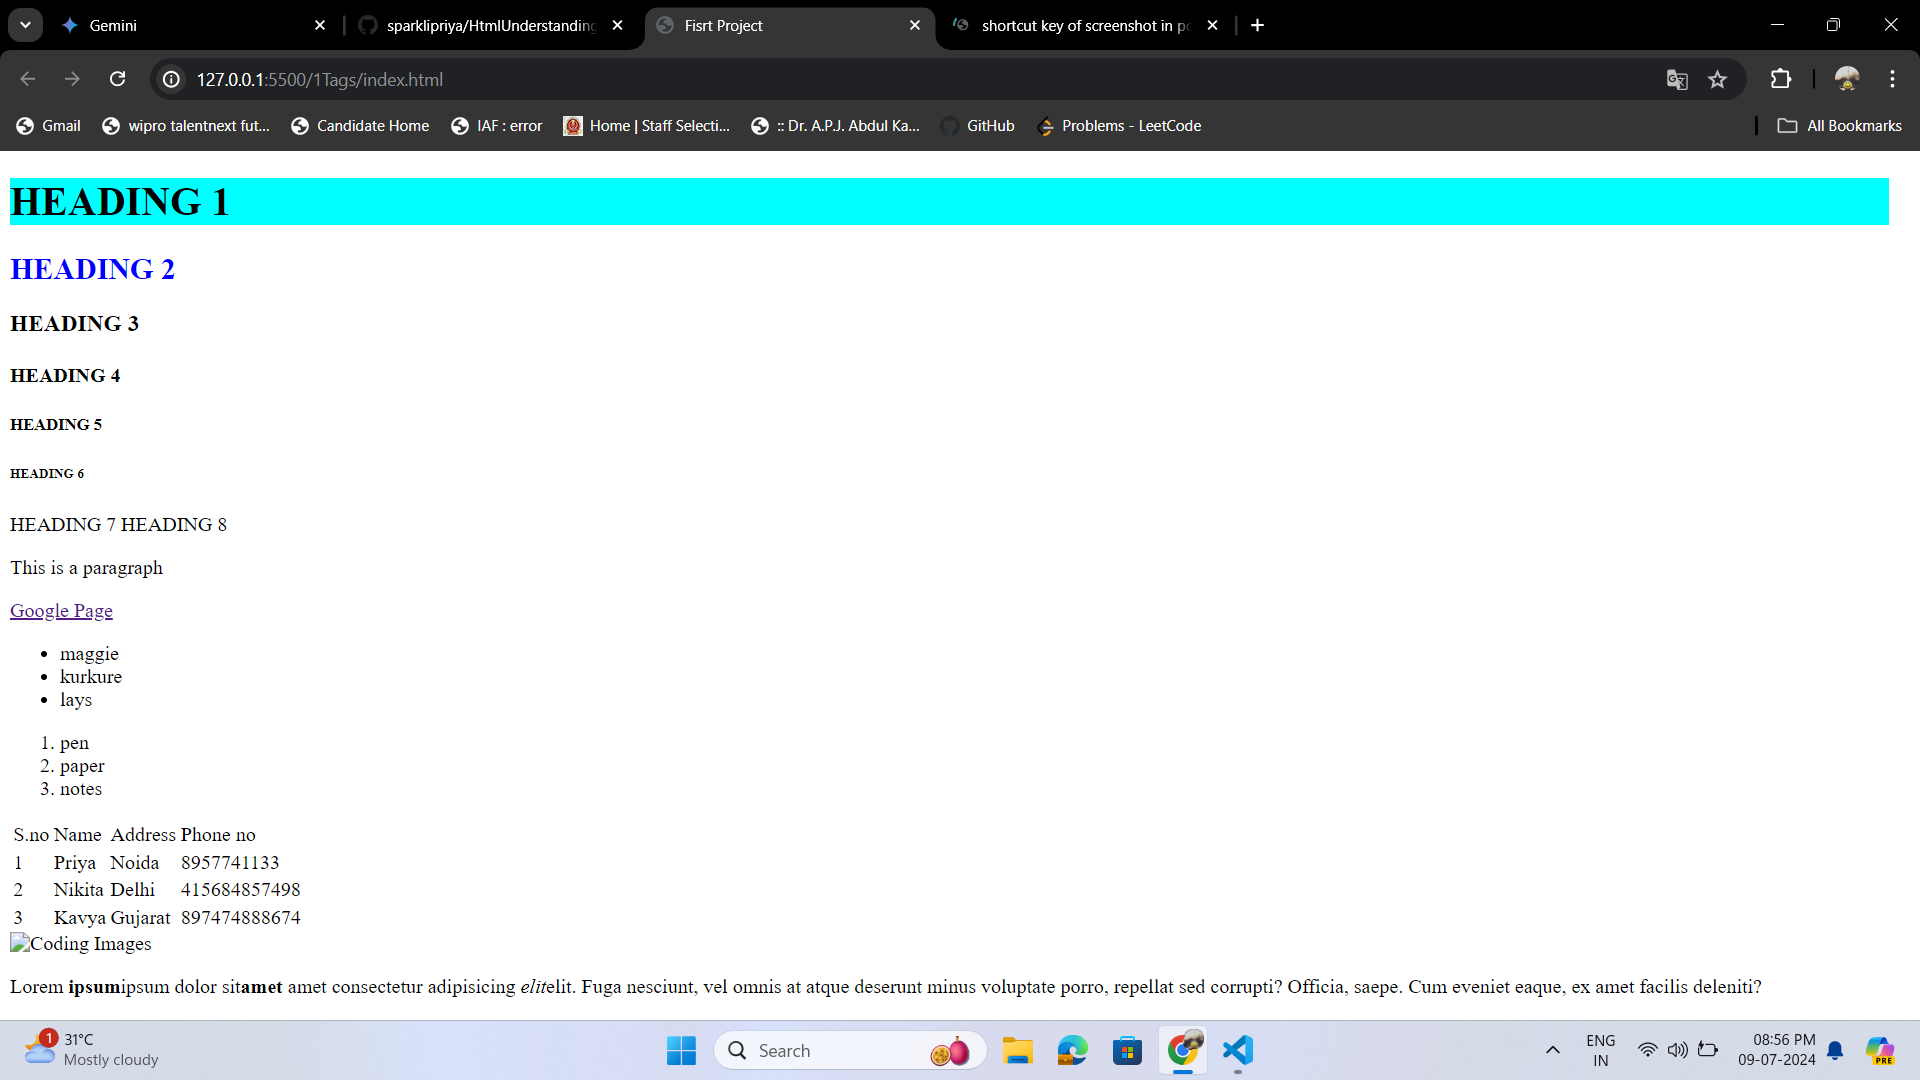 Gemini
sparklipriya/HtmlUnderstanding
Fisrt Project
shortcut key of screenshot in pc
127.0.0.1:5500/1Tags/index.html
Gmail
wipro talentnext fut...
Candidate Home
IAF : error
Home | Staff Selecti...
:: Dr. A.P.J. Abdul Ka...
GitHub
Problems - LeetCode
All Bookmarks
HEADING 1
HEADING 2
HEADING 3
HEADING 4
HEADING 5
HEADING 6
HEADING 7 HEADING 8
This is a paragraph
Google Page
• maggie
• kurkure
• lays
1. pen
2. paper
3. notes
S.no Name Address Phone no
1 Priya Noida 8957741133
2 Nikita Delhi 415684857498
3 Kavya Gujarat 897474888674
Coding Images
Lorem ipsumipsum dolor sitamet amet consectetur adipisicing elitelit. Fuga nesciunt, vel omnis at atque deserunt minus voluptate porro, repellat sed corrupti? Officia, saepe. Cum eveniet eaque, ex amet facilis deleniti?
1
31°C
Mostly cloudy
Search
ENG
IN
08:56 PM
09-07-2024
PRE